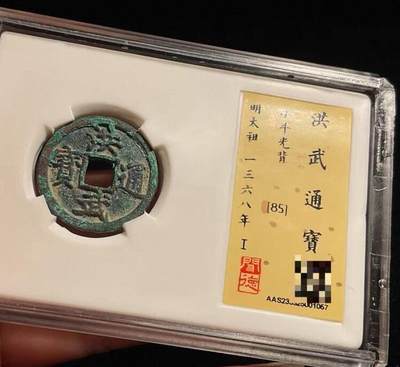 洪武通寶
洪武通寶
斗光背
[85]
明太祖 一三六八年 I